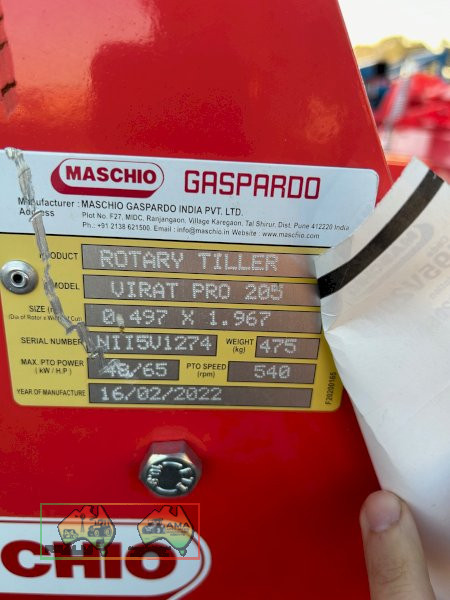 MASCHIO GASPARDO
Manufacturer : MASCHIO GASPARDO INDIA PVT. LTD.
Address Plot No. F27, MIDC, Ranjangaon, Village Karegaon, Tal Shirur, Dist. Pune 412220 India
Ph.: +91 2138 621500, Email : info@maschio.in Website : www.maschio.com
PRODUCT ROTARY TILLER
MODEL VIRAT PRO 205
SIZE 0.497 X 1.967
(Dia of Rotor x
SERIAL NUMBER NII5V1274 WEIGHT (kg) 475
MAX. PTO POWER (kW / H.P) 48/65 PTO SPEED (rpm) 540
YEAR OF MANUFACTURE 16/02/2022
F20200165
CHIO